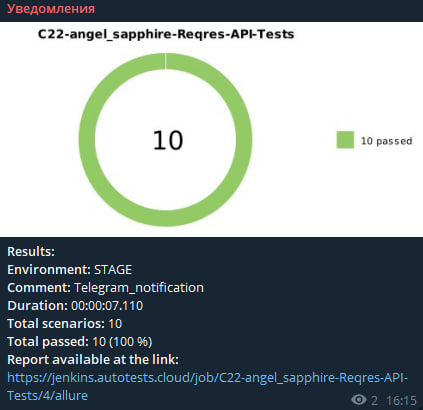 Уведомления
C22-angel_sapphire-Reqres-API-Tests
10
10 passed
Results:
Environment: STAGE
Comment: Telegram_notification
Duration: 00:00:07.110
Total scenarios: 10
Total passed: 10 (100 %)
Report available at the link:
https://jenkins.autotests.cloud/job/C22-angel_sapphire-Reqres-API-
Tests/4/allure
2 16:15